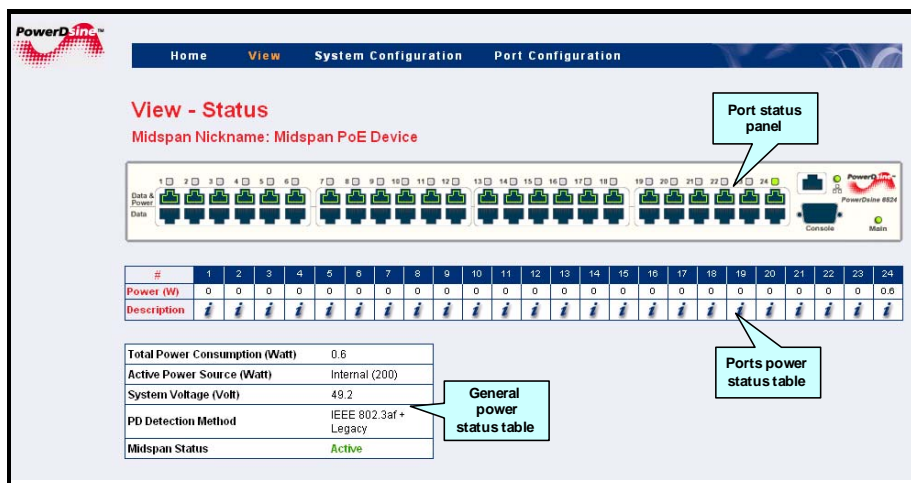 PowerDsine™
Home View System Configuration Port Configuration
View - Status
Midspan Nickname: Midspan PoE Device
Port status panel
1 2 3 4 5 6 7 8 9 10 11 12 13 14 15 16 17 18 19 20 21 22 23 24
Data & Power
Data
PowerDsine
PowerDsine 6524
Console Main
# 1 2 3 4 5 6 7 8 9 10 11 12 13 14 15 16 17 18 19 20 21 22 23 24
Power (W) 0 0 0 0 0 0 0 0 0 0 0 0 0 0 0 0 0 0 0 0 0 0 0 0.6
Description i i i i i i i i i i i i i i i i i i i i i i i i
Total Power Consumption (Watt) 0.6
Active Power Source (Watt) Internal (200)
System Voltage (Volt) 49.2
PD Detection Method IEEE 802.3af + Legacy
Midspan Status Active
General power status table
Ports power status table